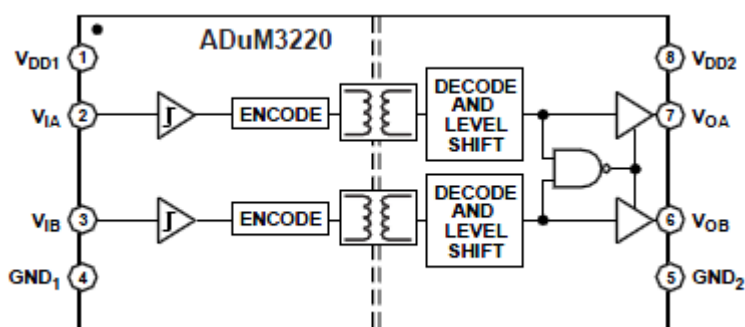 ADuM3220
VDD1 1
8 VDD2
VIA 2
ENCODE
DECODE
AND
LEVEL
SHIFT
7 VOA
VIB 3
ENCODE
DECODE
AND
LEVEL
SHIFT
6 VOB
GND1 4
5 GND2